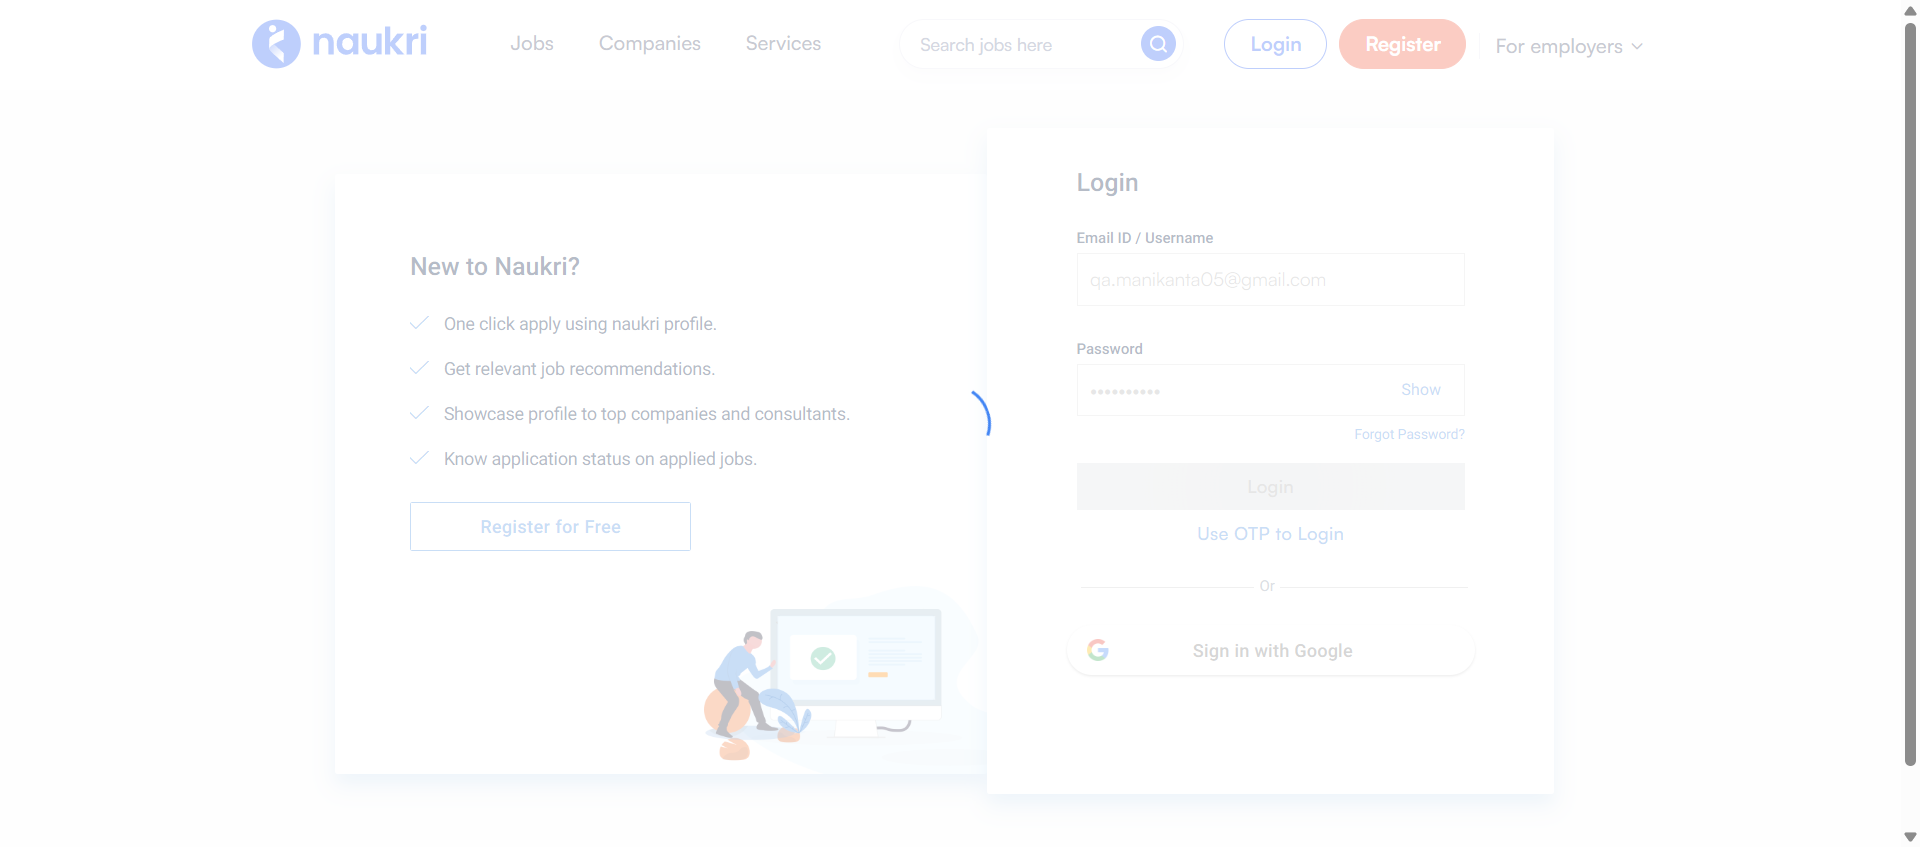 naukri
Jobs
Companies
Services
Search jobs here
Login
Register
For employers
New to Naukri?
One click apply using naukri profile.
Get relevant job recommendations.
Showcase profile to top companies and consultants.
Know application status on applied jobs.
Register for Free
Login
Email ID / Username
qa.manikanta05@gmail.com
Password
••••••••••
Show
Forgot Password?
Login
Use OTP to Login
Or
Sign in with Google